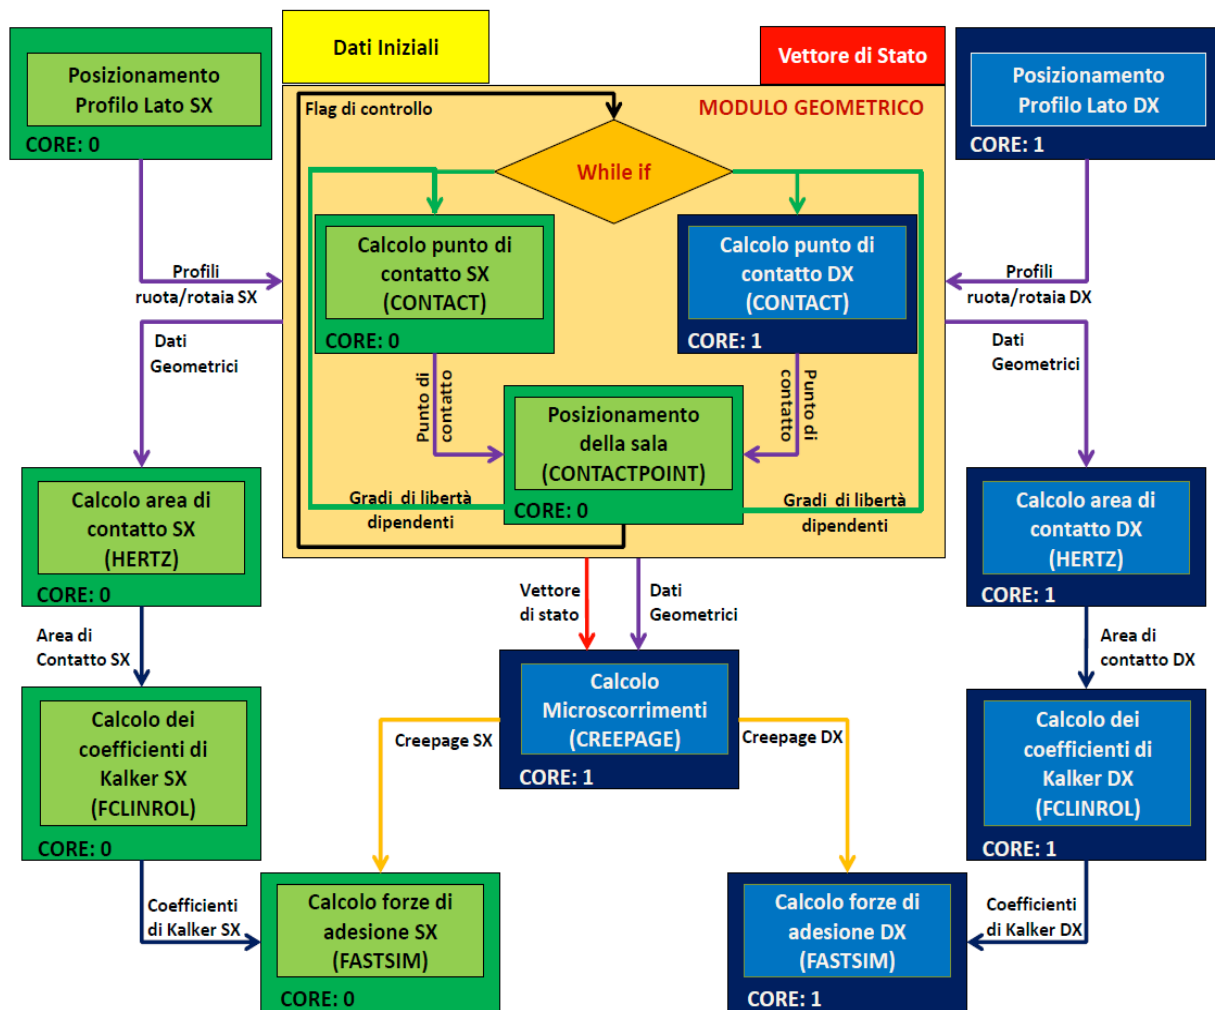 Dati Iniziali
Vettore di Stato
Posizionamento
Profilo Lato SX
CORE: 0
Posizionamento
Profilo Lato DX
CORE: 1
Flag di controllo
MODULO GEOMETRICO
While if
Calcolo punto di
contatto SX
(CONTACT)
CORE: 0
Calcolo punto di
contatto DX
(CONTACT)
CORE: 1
Profili
ruota/rotaia SX
Profili
ruota/rotaia DX
Dati
Geometrici
Dati
Geometrici
Punto di
contatto
Punto di
contatto
Posizionamento
della sala
(CONTACTPOINT)
CORE: 0
Gradi di libertà
dipendenti
Gradi di libertà
dipendenti
Calcolo area di
contatto SX
(HERTZ)
CORE: 0
Calcolo area di
contatto DX
(HERTZ)
CORE: 1
Vettore
di stato
Dati
Geometrici
Area di
Contatto SX
Area di
contatto DX
Calcolo
Microscorrimenti
(CREEPAGE)
CORE: 1
Creepage SX
Creepage DX
Calcolo dei
coefficienti di
Kalker SX
(FCLINROL)
CORE: 0
Calcolo dei
coefficienti di
Kalker DX
(FCLINROL)
CORE: 1
Coefficienti
di Kalker SX
Coefficienti
di Kalker DX
Calcolo forze di
adesione SX
(FASTSIM)
CORE: 0
Calcolo forze di
adesione DX
(FASTSIM)
CORE: 1